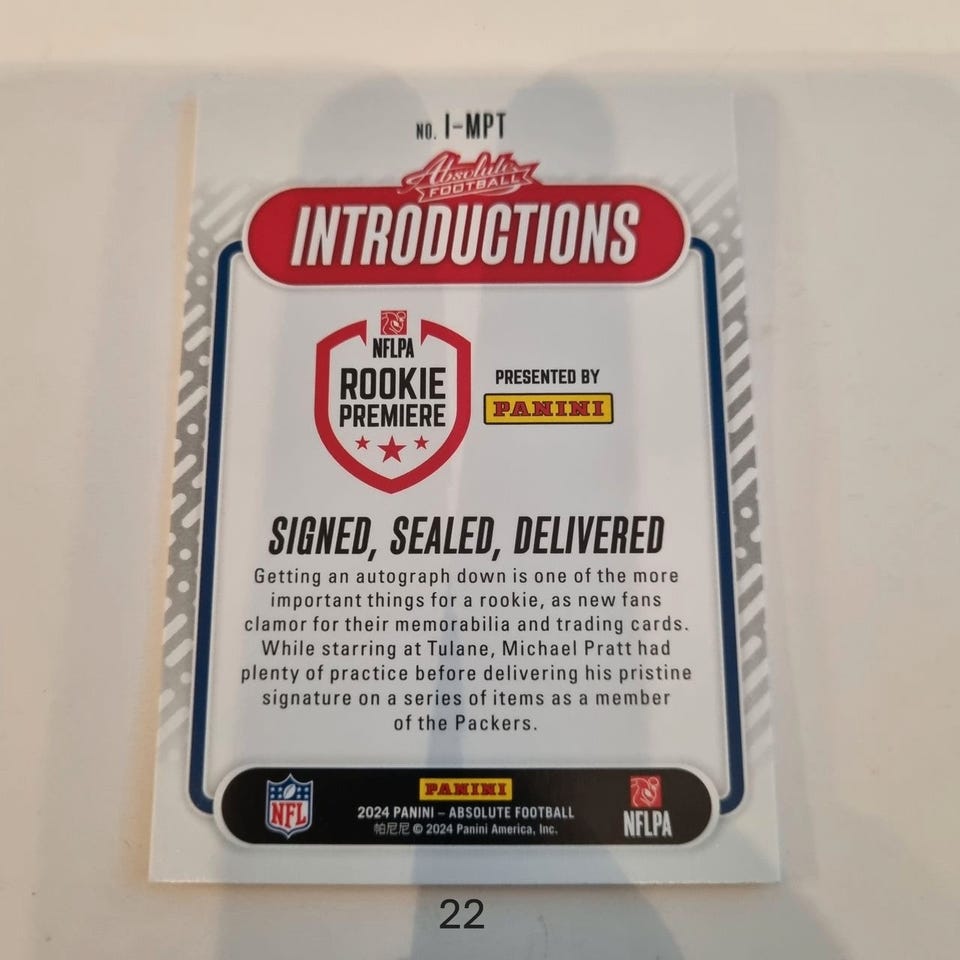 NO. I-MPT
Absolute
FOOTBALL
INTRODUCTIONS
NFLPA
ROOKIE
PREMIERE
PRESENTED BY
PANINI
SIGNED, SEALED, DELIVERED
Getting an autograph down is one of the more
important things for a rookie, as new fans
clamor for their memorabilia and trading cards.
While starring at Tulane, Michael Pratt had
plenty of practice before delivering his pristine
signature on a series of items as a member
of the Packers.
NFL
PANINI
2024 PANINI – ABSOLUTE FOOTBALL
帕尼尼 © 2024 Panini America, Inc.
NFLPA
22